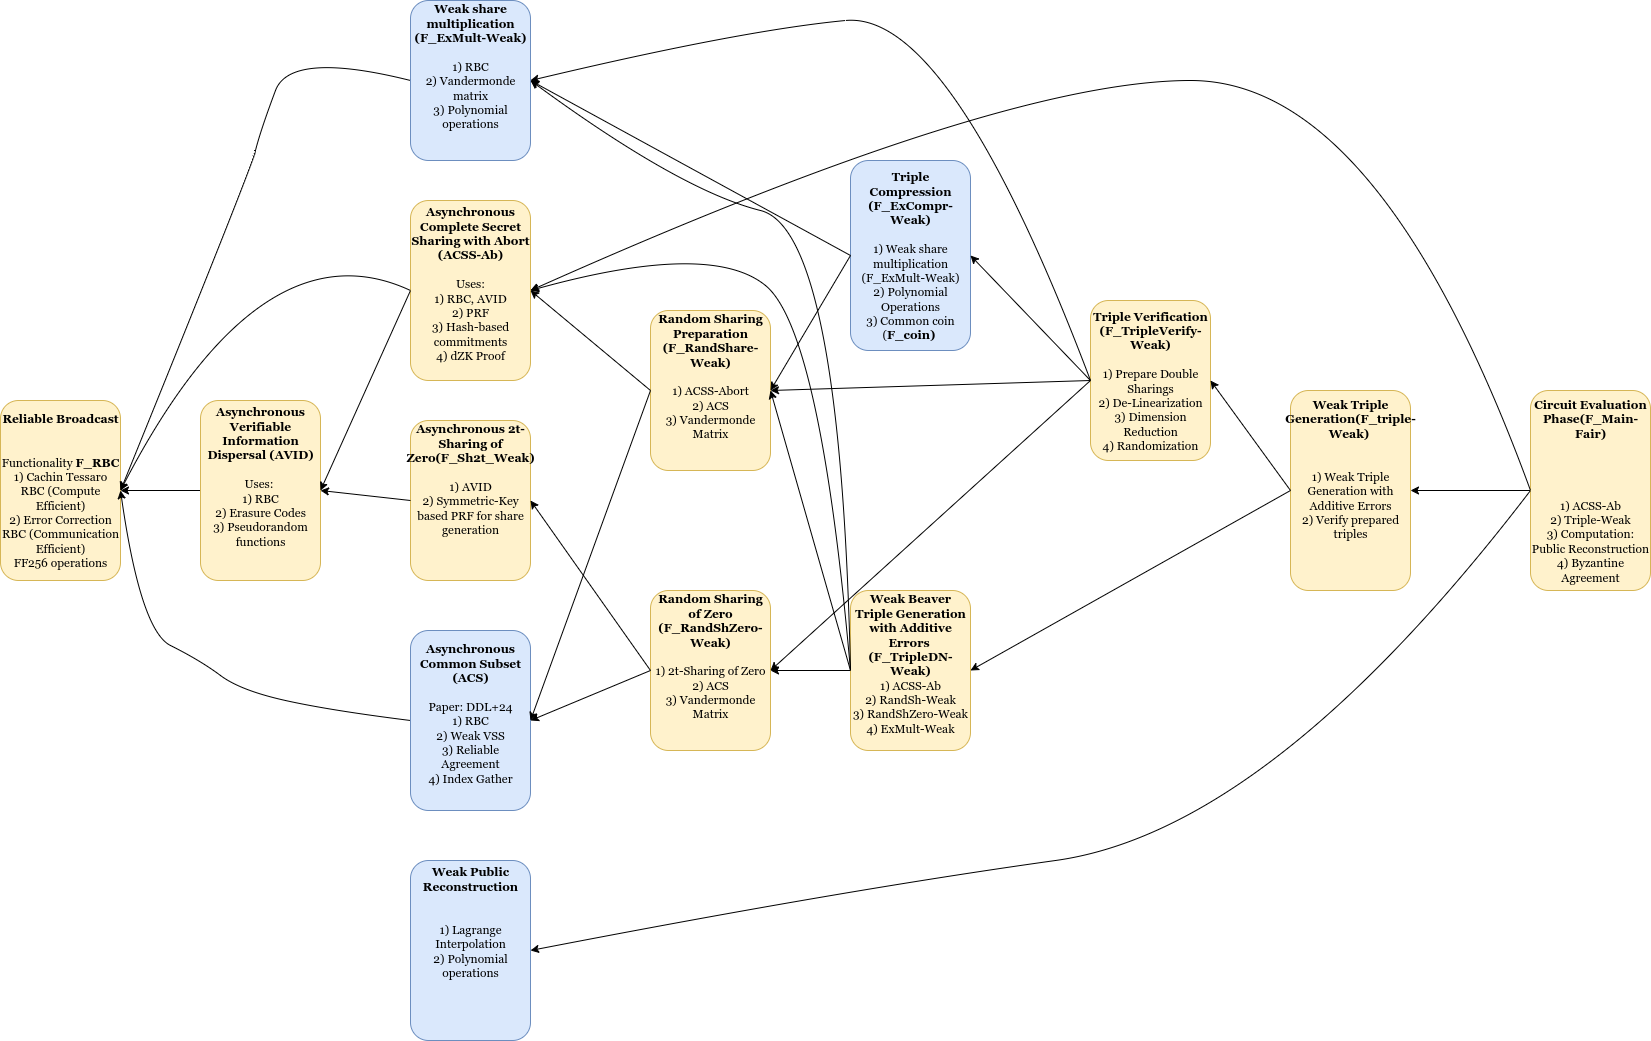 Weak share
multiplication
(F_ExMult-Weak)
1) RBC
2) Vandermonde
matrix
3) Polynomial
operations
Asynchronous
Complete Secret
Sharing with Abort
(ACSS-Ab)
Uses:
1) RBC, AVID
2) PRF
3) Hash-based
commitments
4) dZK Proof
Reliable Broadcast
Functionality F_RBC
1) Cachin Tessaro
RBC (Compute
Efficient)
2) Error Correction
RBC (Communication
Efficient)
FF256 operations
Asynchronous
Verifiable
Information
Dispersal (AVID)
Uses:
1) RBC
2) Erasure Codes
3) Pseudorandom
functions
Asynchronous 2t-
Sharing of
Zero(F_Sh2t_Weak)
1) AVID
2) Symmetric-Key
based PRF for share
generation
Asynchronous
Common Subset
(ACS)
Paper: DDL+24
1) RBC
2) Weak VSS
3) Reliable
Agreement
4) Index Gather
Weak Public
Reconstruction
1) Lagrange
Interpolation
2) Polynomial
operations
Random Sharing
Preparation
(F_RandShare-
Weak)
1) ACSS-Abort
2) ACS
3) Vandermonde
Matrix
Random Sharing
of Zero
(F_RandShZero-
Weak)
1) 2t-Sharing of Zero
2) ACS
3) Vandermonde
Matrix
Triple
Compression
(F_ExCompr-
Weak)
1) Weak share
multiplication
(F_ExMult-Weak)
2) Polynomial
Operations
3) Common coin
(F_coin)
Weak Beaver
Triple Generation
with Additive
Errors
(F_TripleDN-
Weak)
1) ACSS-Ab
2) RandSh-Weak
3) RandShZero-Weak
4) ExMult-Weak
Triple Verification
(F_TripleVerify-
Weak)
1) Prepare Double
Sharings
2) De-Linearization
3) Dimension
Reduction
4) Randomization
Weak Triple
Generation(F_triple-
Weak)
1) Weak Triple
Generation with
Additive Errors
2) Verify prepared
triples
Circuit Evaluation
Phase(F_Main-
Fair)
1) ACSS-Ab
2) Triple-Weak
3) Computation:
Public Reconstruction
4) Byzantine
Agreement